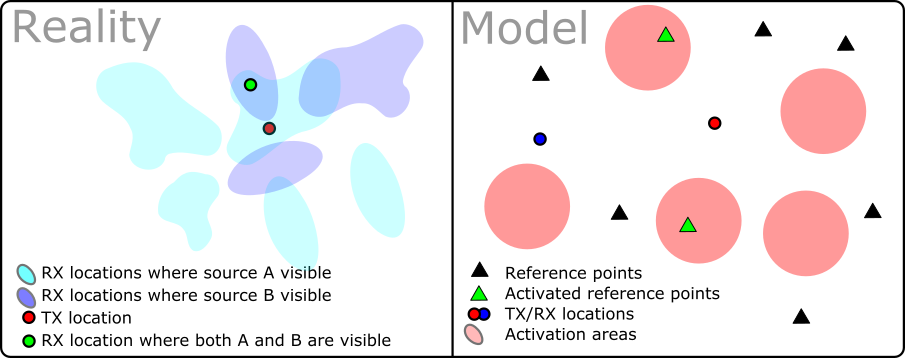 Reality
RX locations where source A visible
RX locations where source B visible
TX location
RX location where both A and B are visible
Model
Reference points
Activated reference points
TX/RX locations
Activation areas